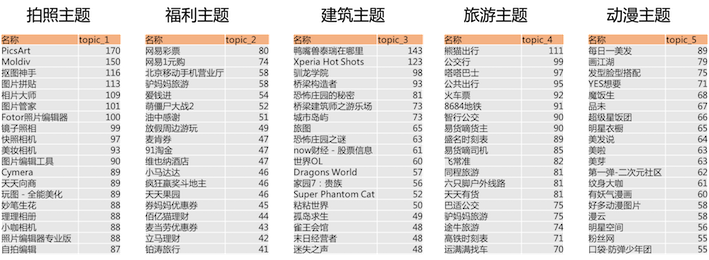 拍照主题 福利主题 建筑主题 旅游主题 动漫主题
名称 topic_1 名称 topic_2 名称 topic_3 名称 topic_4 名称 topic_5
PicsArt 170 网易彩票 80 鸭嘴兽泰瑞在哪里 143 熊猫出行 111 每日一美发 89
Moldiv 150 网易1元购 74 Xperia Hot Shots 123 公交行 99 画江湖 79
抠图神手 116 北京移动手机营业厅 58 驯龙学院 98 嗒嗒巴士 97 发型脸型搭配 75
图片拼贴 113 驴妈妈旅游 58 桥梁构造者 93 公共出行 95 YES想要 71
相片大师 109 爱钱进 54 恐怖庄园的秘密 81 火车票 92 魔饭生 68
图片管家 101 萌僵尸大战2 52 桥梁建筑师之游乐场 73 8684地铁 91 品未 67
Fotor照片编辑器 100 油中感谢 51 城市岛屿 73 智行公交 90 超级星饭团 66
镜子照相 99 放假周边游玩 49 旅图 65 易货嘀货主 90 明星衣橱 65
快照相机 97 麦肯券 47 恐怖庄园之谜 63 盛名时刻表 89 美发说 64
美妆相机 93 91淘金 47 now财经 - 股票信息 61 易货嘀司机 85 美啦 63
图片编辑工具 90 维也纳酒店 47 世界OL 60 飞常准 82 美芽 63
Cymera 89 小马达达 46 Dragons World 57 同程旅游 81 第一弹-二次元社区 62
天天向商 89 疯狂赢奖斗地主 46 家园7：贵族 56 六只脚户外线路 81 纹身大咖 61
玩图 - 全能美化 89 天天果园 46 Super Phantom Cat 52 天天有货 81 有妖气漫画 60
妙笔生花 88 券妈妈优惠券 45 粘粘世界 50 巴适公交 75 好多动漫图片 58
理理相册 88 佰亿猫理财 44 孤岛求生 49 驴妈妈旅游 75 漫云 58
小咖相机 88 麦当劳优惠券 43 雀王会馆 48 途牛旅游 74 明星空间 56
照片编辑器专业版 88 立马理财 42 末日经营者 48 高铁时刻表 71 粉丝网 55
自拍编辑 87 铂涛旅行 41 迷失之声 48 运满满找车 70 口袋·防弹少年团 55